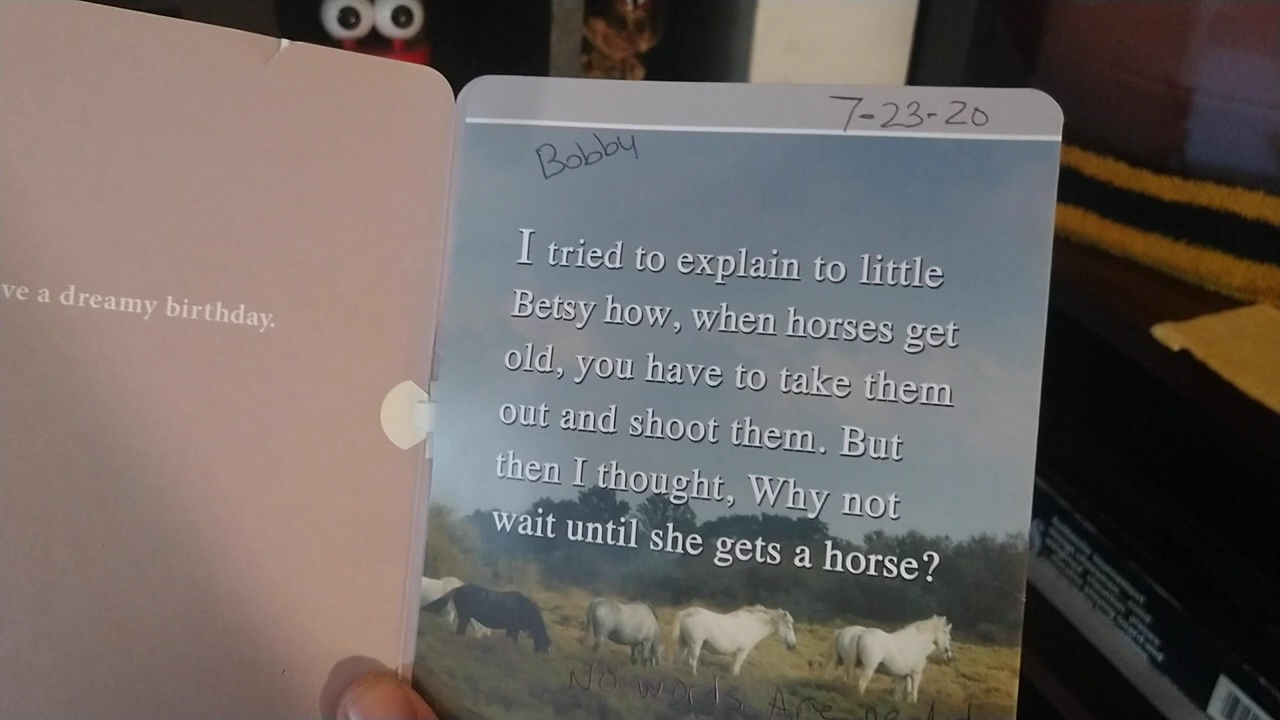 ve a dreamy birthday.
7-23-20
Bobby
I tried to explain to little
Betsy how, when horses get
old, you have to take them
out and shoot them. But
then I thought, Why not
wait until she gets a horse?
No words Are